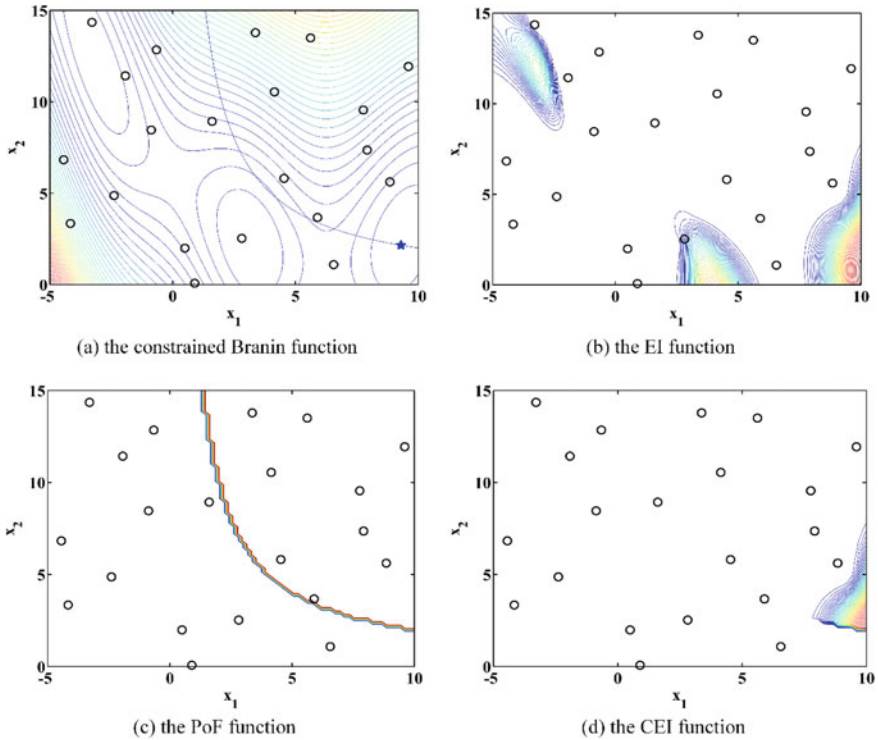 15
10
x2
5
0
-5 0 5 10
x1
(a) the constrained Branin function
15
10
x2
5
0
-5 0 5 10
x1
(b) the EI function
15
10
x2
5
0
-5 0 5 10
x1
(c) the PoF function
15
10
x2
5
0
-5 0 5 10
x1
(d) the CEI function